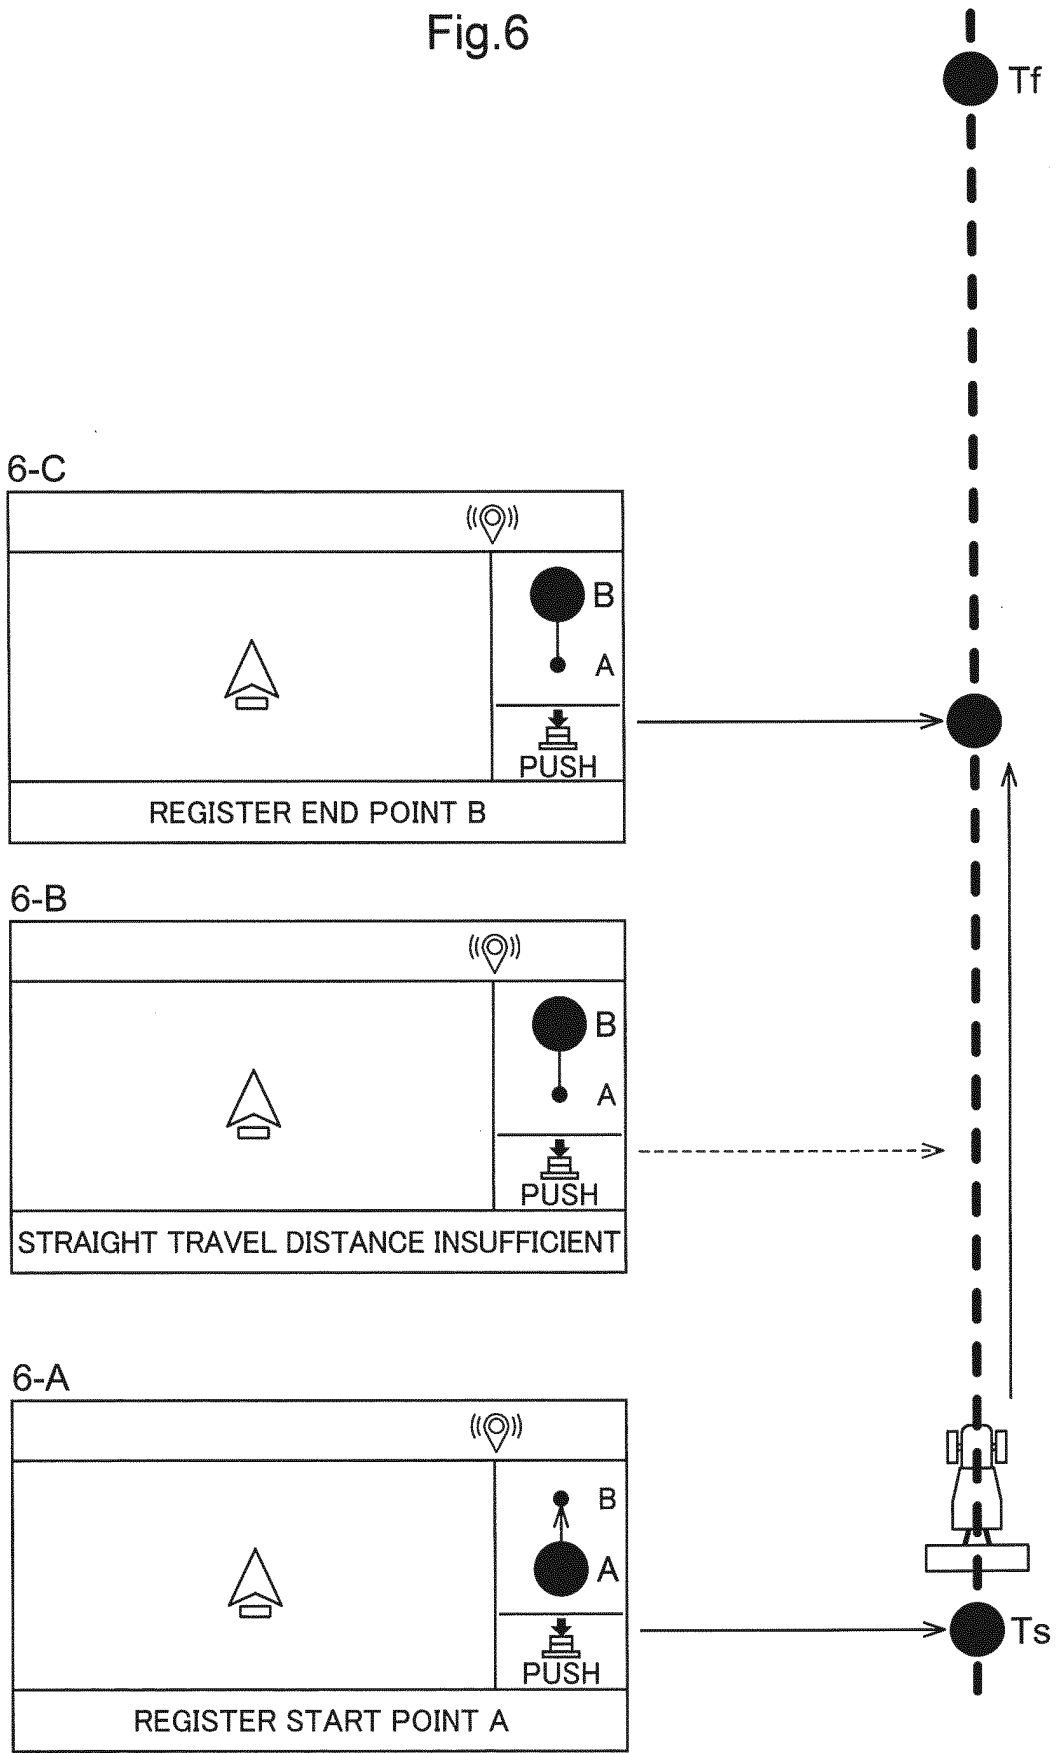 Fig.6
Tf
6-C
B
A
PUSH
REGISTER END POINT B
6-B
B
A
PUSH
STRAIGHT TRAVEL DISTANCE INSUFFICIENT
6-A
B
A
PUSH
Ts
REGISTER START POINT A